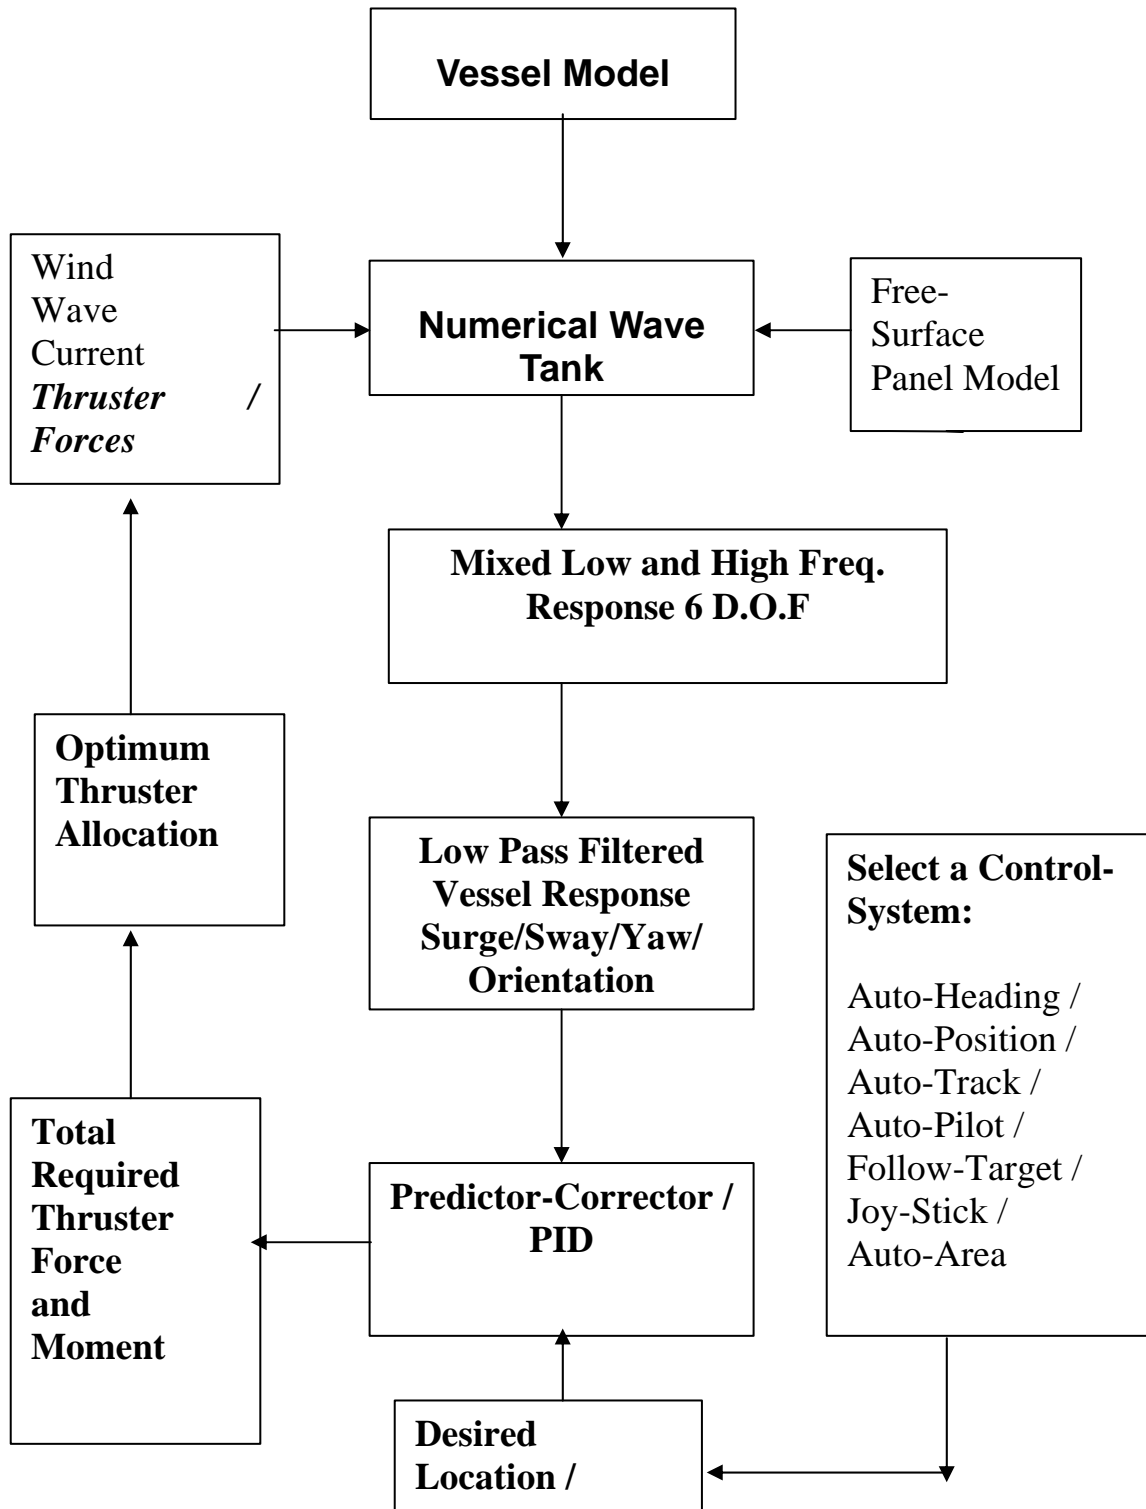 Vessel Model
Wind
Wave
Current
Thruster /
Forces
Numerical Wave
Tank
Free-
Surface
Panel Model
Mixed Low and High Freq.
Response 6 D.O.F
Optimum
Thruster
Allocation
Low Pass Filtered
Vessel Response
Surge/Sway/Yaw/
Orientation
Select a Control-
System:
Auto-Heading /
Auto-Position /
Auto-Track /
Auto-Pilot /
Follow-Target /
Joy-Stick /
Auto-Area
Total
Required
Thruster
Force
and
Moment
Predictor-Corrector /
PID
Desired
Location /